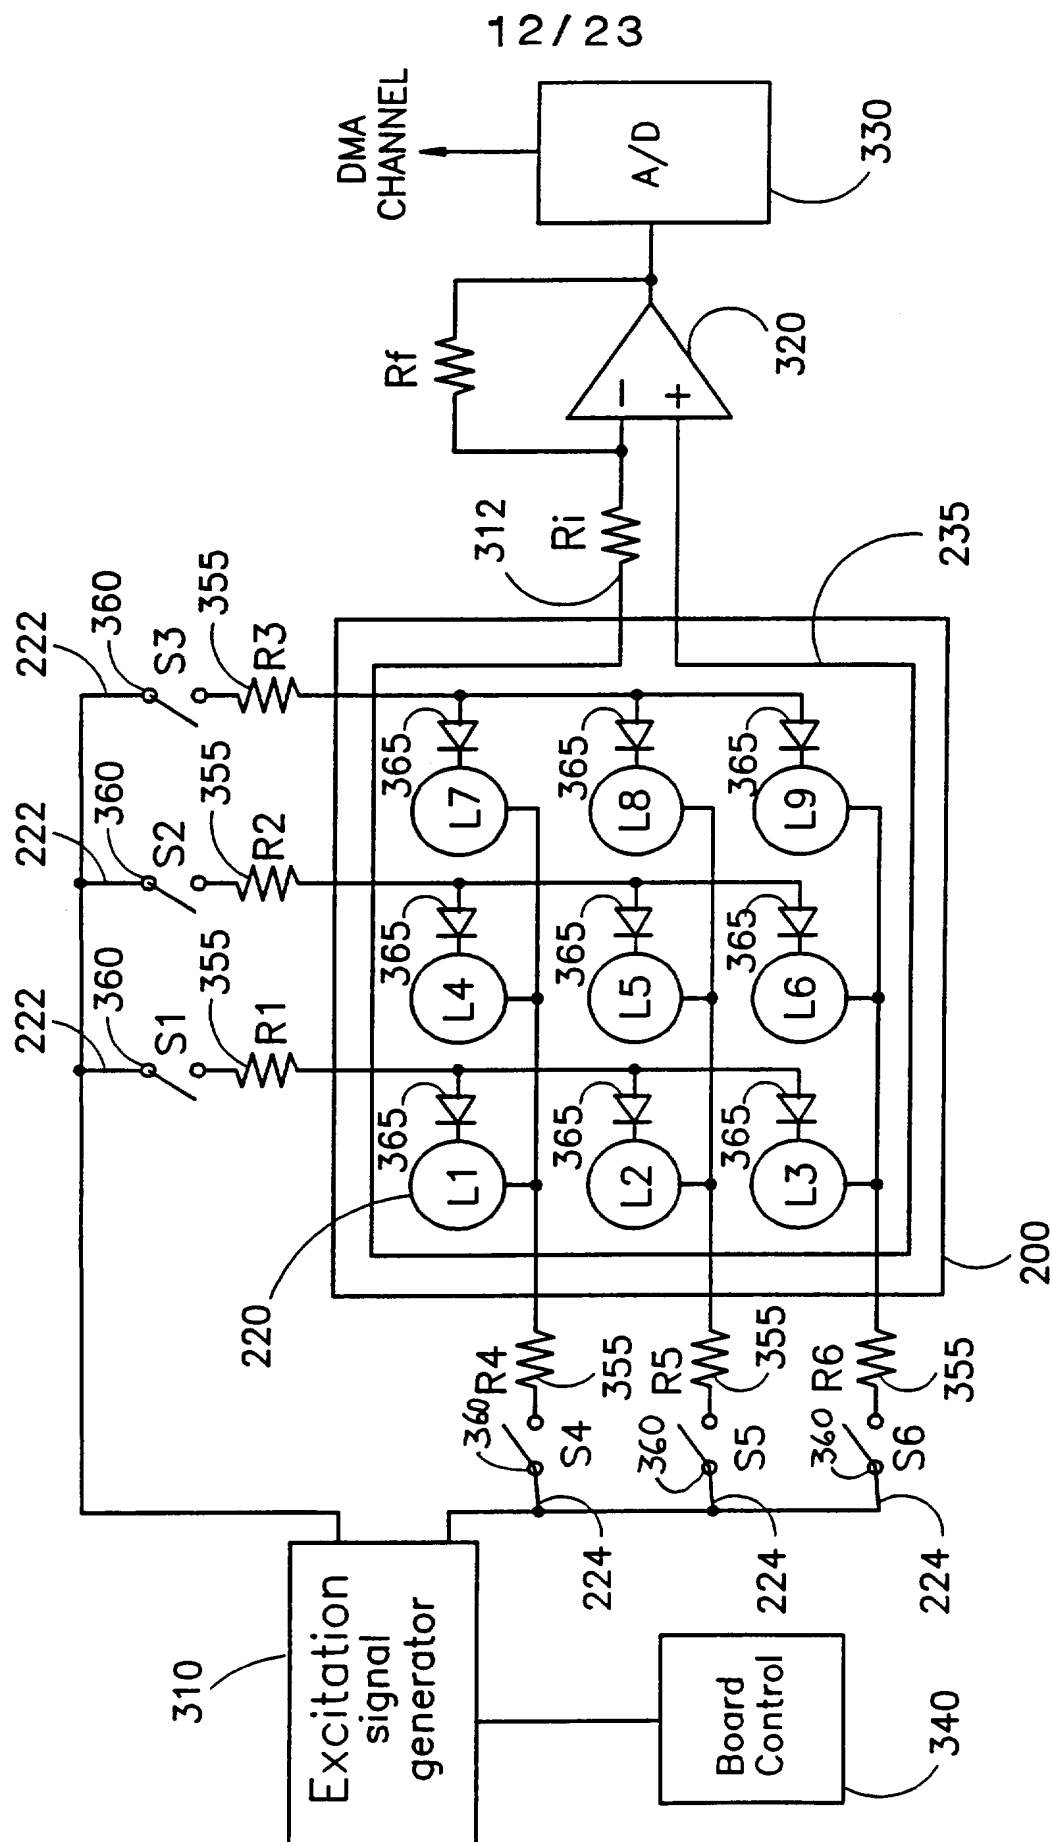 12/23
DMA
CHANNEL
A/D
330
Rf
320
312
Ri
235
222
360
S3
355
R3
222
360
S2
355
R2
222
360
S1
355
R1
365
L7
365
L8
365
L9
365
L4
365
L5
365
L6
365
L1
365
L2
365
L3
220
200
R4
355
360
S4
224
R5
355
360
S5
224
R6
355
360
S6
224
310
Excitation
signal
generator
Board
Control
340
− 
+